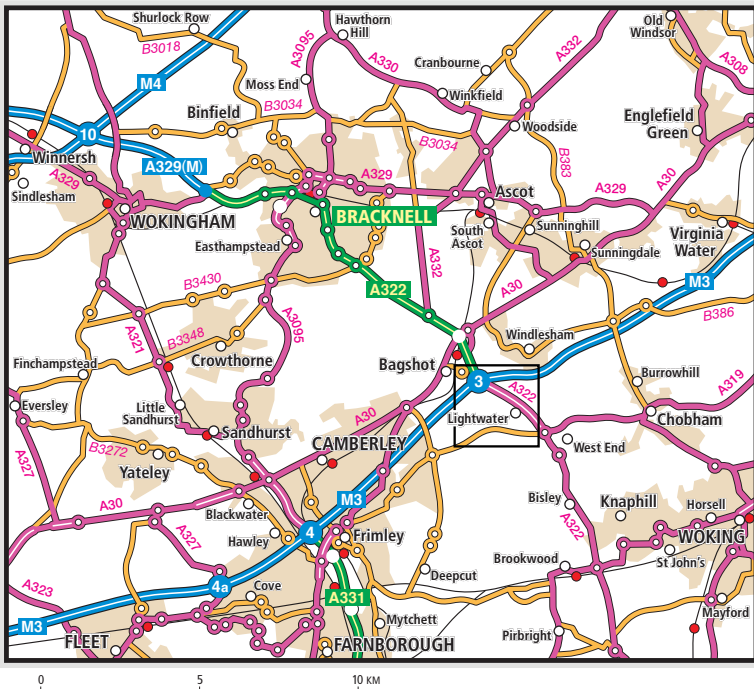 Shurlock Row
Hawthorn
Hill
Old
Windsor
B3018
A3095
A330
Cranbourne
A332
A308
M4
Moss End
Winkfield
B3034
Binfield
Englefield
Green
10
Woodside
B3034
B383
Winnersh
A329(M)
A329
A329
A30
Sindlesham
Ascot
A329
WOKINGHAM
BRACKNELL
South
Ascot
Sunninghill
Virginia
Water
Easthampstead
Sunningdale
A332
B3430
A322
A30
M3
A3095
B386
A321
B3348
Windlesham
Finchampstead
Crowthorne
Bagshot
Burrowhill
3
A322
A319
Eversley
Little
Sandhurst
A30
Lightwater
Chobham
Sandhurst
CAMBERLEY
B3272
West End
A327
Yateley
M3
Bisley
Knaphill
Horsell
A30
Blackwater
A322
A327
4
Frimley
WOKING
Hawley
Brookwood
St John's
A323
4a
Cove
Deepcut
A331
Mayford
M3
Mytchett
Pirbright
FLEET
FARNBOROUGH
0 5 10 KM